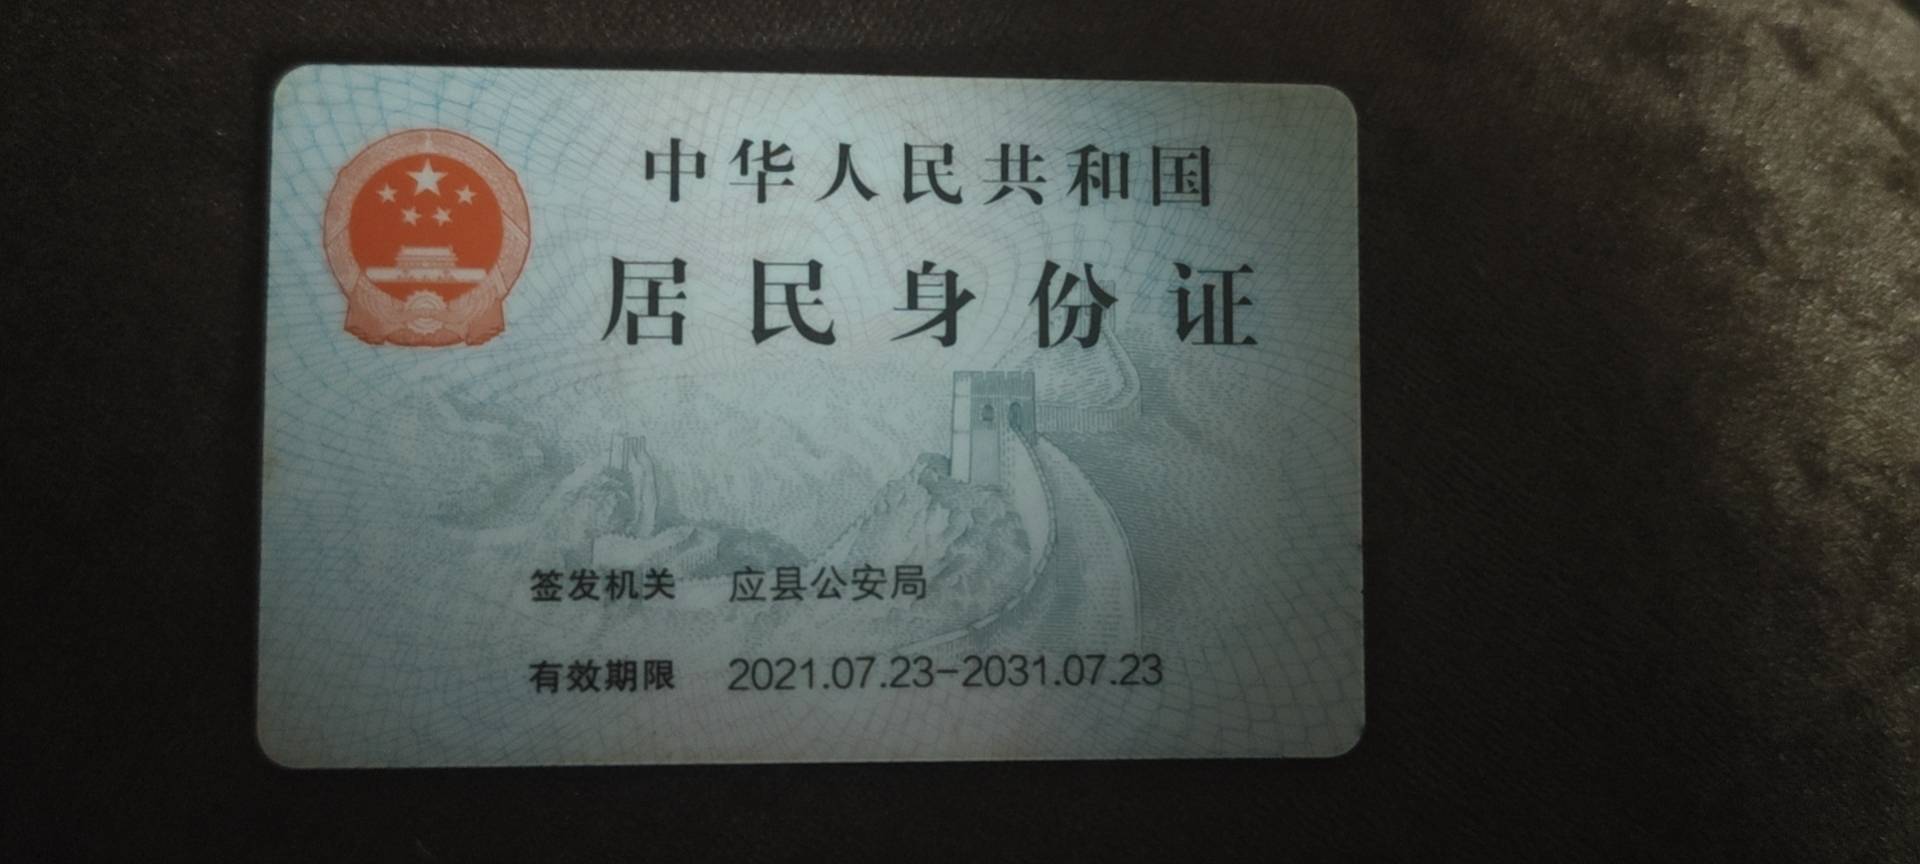 中华人民共和国
居民身份证
签发机关 应县公安局
有效期限 2021.07.23-2031.07.23